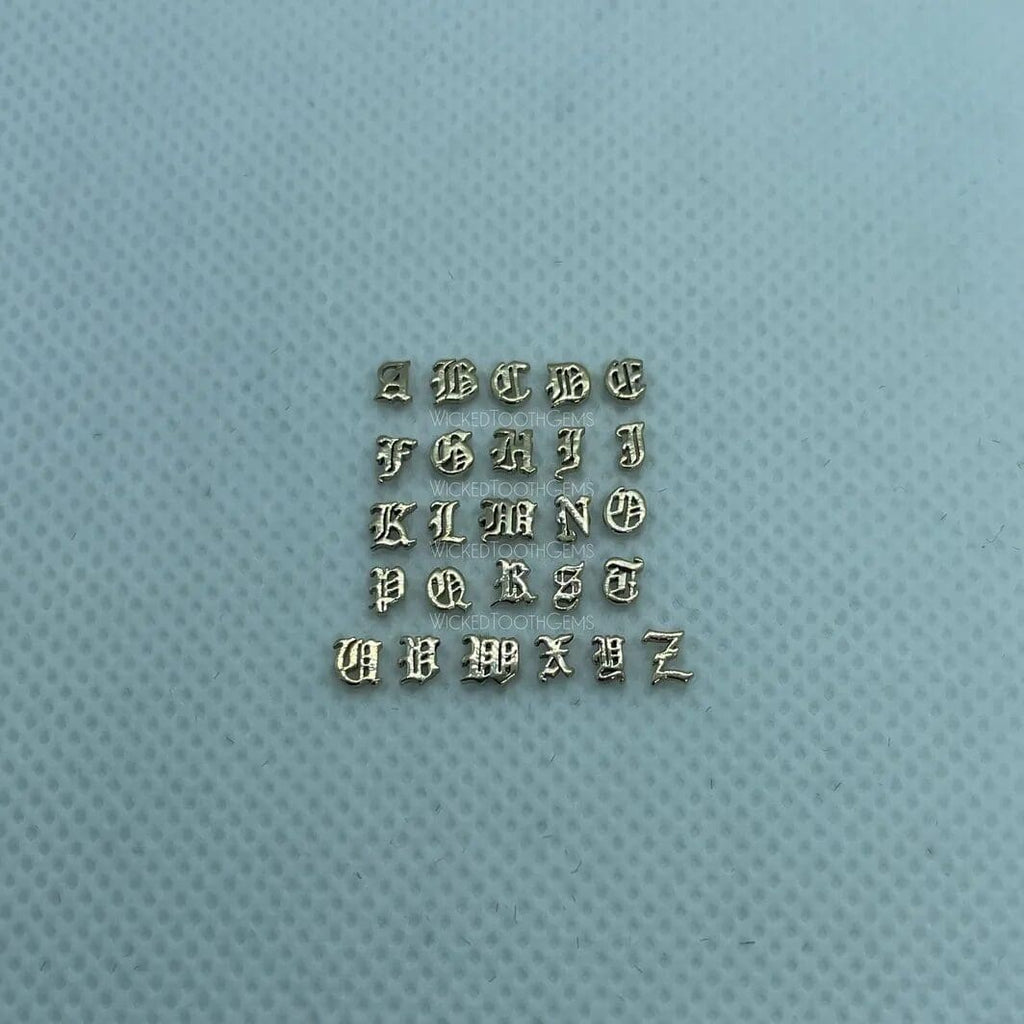 A B C D E
WICKEDTOOTHGEMS
F G H I J
WICKEDTOOTHGEMS
K L M N O
WICKEDTOOTHGEMS
P Q R S T
WICKEDTOOTHGEMS
U V W X Y Z